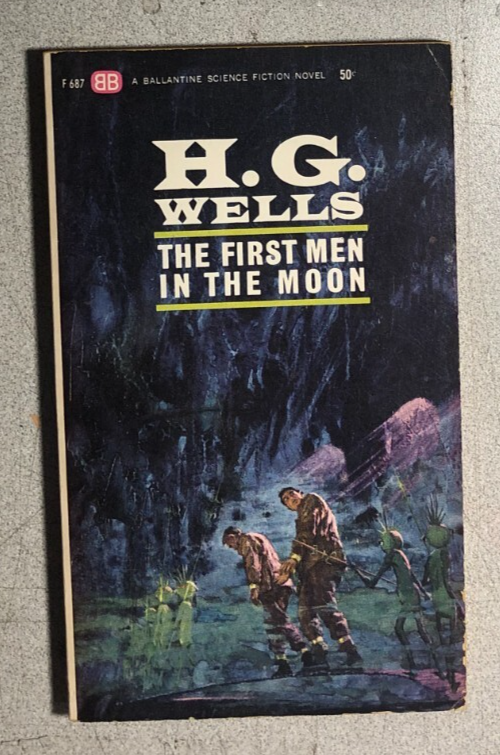 F 687 BB A BALLANTINE SCIENCE FICTION NOVEL 50¢
H. G.
WELLS
THE FIRST MEN
IN THE MOON